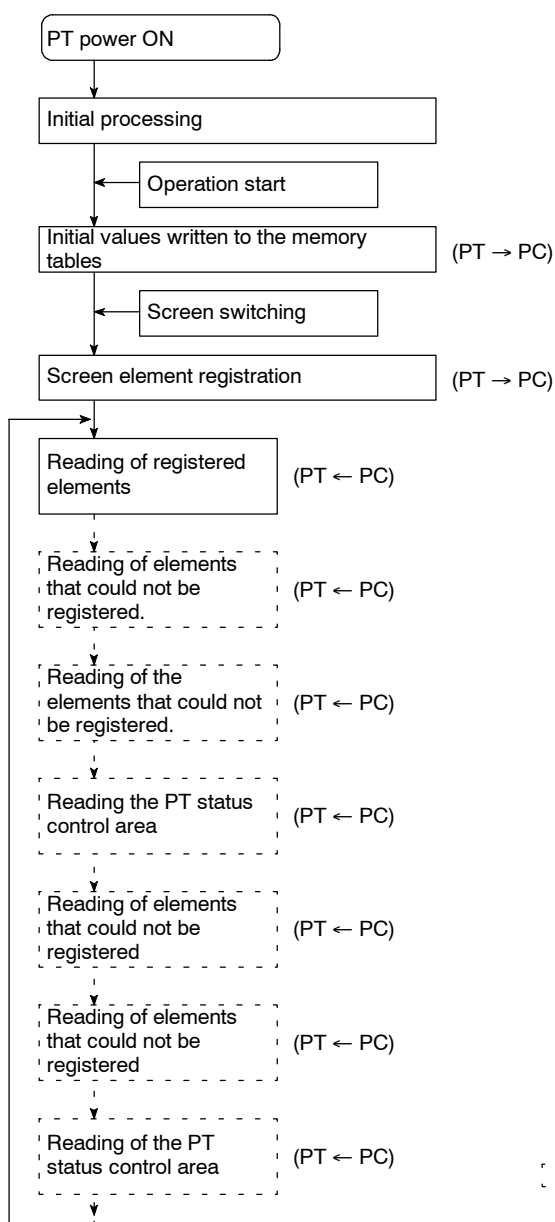 PT power ON
Initial processing
Operation start
Initial values written to the memory
tables
(PT → PC)
Screen switching
Screen element registration
(PT → PC)
Reading of registered
elements
(PT ← PC)
Reading of elements
that could not be
registered.
(PT ← PC)
Reading of the
elements that could not
be registered.
(PT ← PC)
Reading the PT status
control area
(PT ← PC)
Reading of elements
that could not be
registered
(PT ← PC)
Reading of elements
that could not be
registered
(PT ← PC)
Reading of the PT
status control area
(PT ← PC)